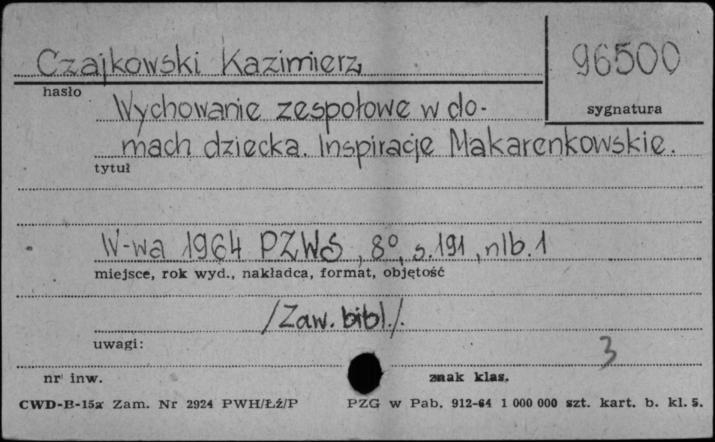 Czajkowski Kazimierz,
96500
hasło
sygnatura
Wychowanie zespołowe w do-
mach dziecka. Inspiracje Makarenkowskie.
tytuł
W-wa 1964 PZWS, 8°, s. 191, nlb. 1
miejsce, rok wyd., nakładca, format, objętość
/Zaw. bibl./.
uwagi:
3
nr inw.
znak klas.
CWD-B-15a Zam. Nr 2924 PWH/Łź/P PZG w Pab. 912-64 1 000 000 szt. kart. b. kl. 5.